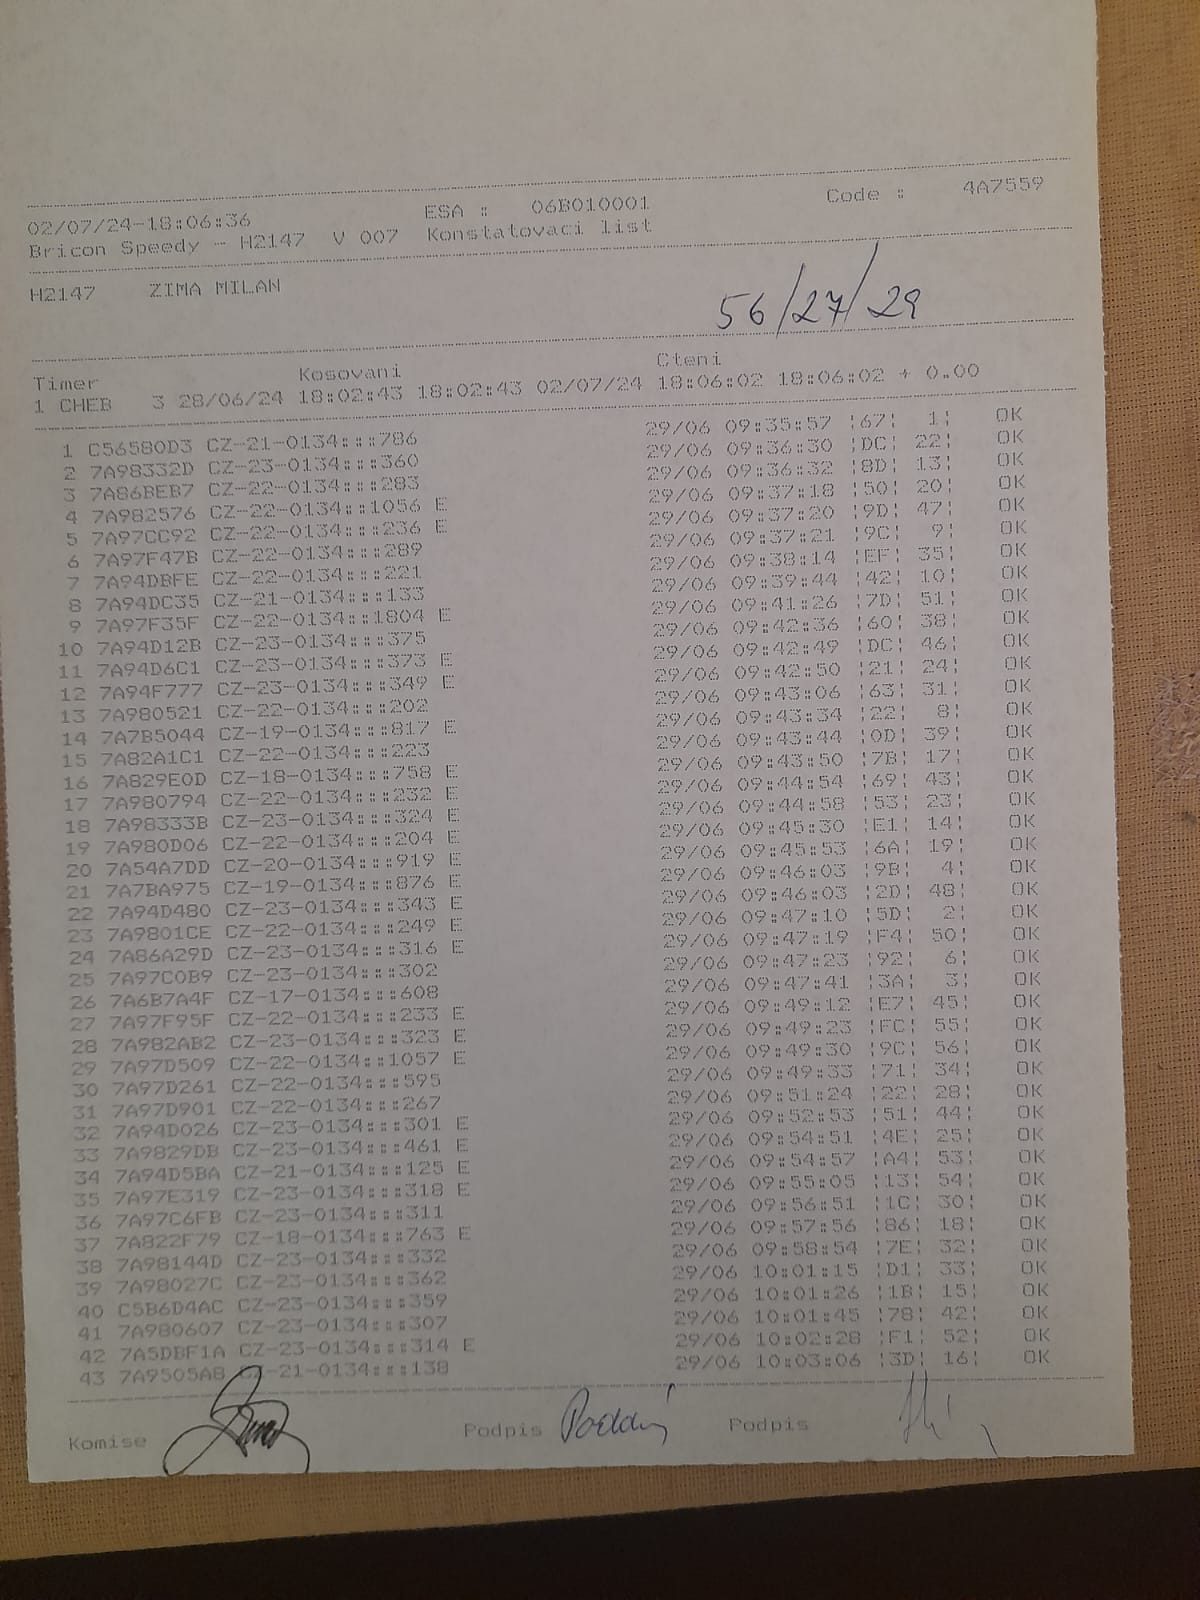 02/07/24-18:06:36 ESA : 06B010001 Code : 4A7559
Bricon Speedy - H2147 V 007 Konstatovaci list
H2147 ZIMA MILAN
56/27/29
Timer Kosovani Cteni
1 CHEB 3 28/06/24 18:02:43 18:02:43 02/07/24 18:06:02 18:06:02 + 0.00
1 C56580D3 CZ-21-0134:::786 29/06 09:35:57 ¦67¦ 1¦ OK
2 7A98332D CZ-23-0134:::360 29/06 09:36:30 ¦DC¦ 22¦ OK
3 7A86BEB7 CZ-22-0134:::283 29/06 09:36:32 ¦8D¦ 13¦ OK
4 7A982576 CZ-22-0134::1056 E 29/06 09:37:18 ¦50¦ 20¦ OK
5 7A97CC92 CZ-22-0134:::236 E 29/06 09:37:20 ¦9D¦ 47¦ OK
6 7A97F47B CZ-22-0134:::289 29/06 09:37:21 ¦9C¦ 9¦ OK
7 7A94DBFE CZ-22-0134:::221 29/06 09:38:14 ¦EF¦ 35¦ OK
8 7A94DC35 CZ-21-0134:::133 29/06 09:39:44 ¦42¦ 10¦ OK
9 7A97F35F CZ-22-0134::1804 E 29/06 09:41:26 ¦7D¦ 51¦ OK
10 7A94D12B CZ-23-0134:::375 29/06 09:42:36 ¦60¦ 38¦ OK
11 7A94D6C1 CZ-23-0134:::373 E 29/06 09:42:49 ¦DC¦ 46¦ OK
12 7A94F777 CZ-23-0134:::349 E 29/06 09:42:50 ¦21¦ 24¦ OK
13 7A980521 CZ-22-0134:::202 29/06 09:43:06 ¦63¦ 31¦ OK
14 7A7B5044 CZ-19-0134:::817 E 29/06 09:43:34 ¦22¦ 8¦ OK
15 7A82A1C1 CZ-22-0134:::223 29/06 09:43:44 ¦0D¦ 39¦ OK
16 7A829E0D CZ-18-0134:::758 E 29/06 09:43:50 ¦7B¦ 17¦ OK
17 7A980794 CZ-22-0134:::232 E 29/06 09:44:54 ¦69¦ 43¦ OK
18 7A98333B CZ-23-0134:::324 E 29/06 09:44:58 ¦53¦ 23¦ OK
19 7A980D06 CZ-22-0134:::204 E 29/06 09:45:30 ¦E1¦ 14¦ OK
20 7A54A7DD CZ-20-0134:::919 E 29/06 09:45:53 ¦6A¦ 19¦ OK
21 7A7BA975 CZ-19-0134:::876 E 29/06 09:46:03 ¦9B¦ 4¦ OK
22 7A94D480 CZ-23-0134:::343 E 29/06 09:46:03 ¦2D¦ 48¦ OK
23 7A9801CE CZ-22-0134:::249 E 29/06 09:47:10 ¦5D¦ 2¦ OK
24 7A86A29D CZ-23-0134:::316 E 29/06 09:47:19 ¦F4¦ 50¦ OK
25 7A97C0B9 CZ-23-0134:::302 29/06 09:47:23 ¦92¦ 6¦ OK
26 7A6B7A4F CZ-17-0134:::608 29/06 09:47:41 ¦3A¦ 3¦ OK
27 7A97F95F CZ-22-0134:::233 E 29/06 09:49:12 ¦E7¦ 45¦ OK
28 7A982AB2 CZ-23-0134:::323 E 29/06 09:49:23 ¦FC¦ 55¦ OK
29 7A97D509 CZ-22-0134::1057 E 29/06 09:49:30 ¦9C¦ 56¦ OK
30 7A97D261 CZ-22-0134:::595 29/06 09:49:33 ¦71¦ 34¦ OK
31 7A97D901 CZ-22-0134:::267 29/06 09:51:24 ¦22¦ 28¦ OK
32 7A94D026 CZ-23-0134:::301 E 29/06 09:52:53 ¦51¦ 44¦ OK
33 7A9829DB CZ-23-0134:::461 E 29/06 09:54:51 ¦4E¦ 25¦ OK
34 7A94D5BA CZ-21-0134:::125 E 29/06 09:54:57 ¦A4¦ 53¦ OK
35 7A97E319 CZ-23-0134:::318 E 29/06 09:55:05 ¦13¦ 54¦ OK
36 7A97C6FB CZ-23-0134:::311 29/06 09:56:51 ¦1C¦ 30¦ OK
37 7A822F79 CZ-18-0134:::763 E 29/06 09:57:56 ¦86¦ 18¦ OK
38 7A98144D CZ-23-0134:::332 29/06 09:58:54 ¦7E¦ 32¦ OK
39 7A98027C CZ-23-0134:::362 29/06 10:01:15 ¦D1¦ 33¦ OK
40 C5B6D4AC CZ-23-0134:::359 29/06 10:01:26 ¦1B¦ 15¦ OK
41 7A980607 CZ-23-0134:::307 29/06 10:01:45 ¦78¦ 42¦ OK
42 7A5DBF1A CZ-23-0134:::314 E 29/06 10:02:28 ¦F1¦ 52¦ OK
43 7A9505A8 CZ-21-0134:::138 29/06 10:03:06 ¦3D¦ 16¦ OK
Komise Podpis Podpis